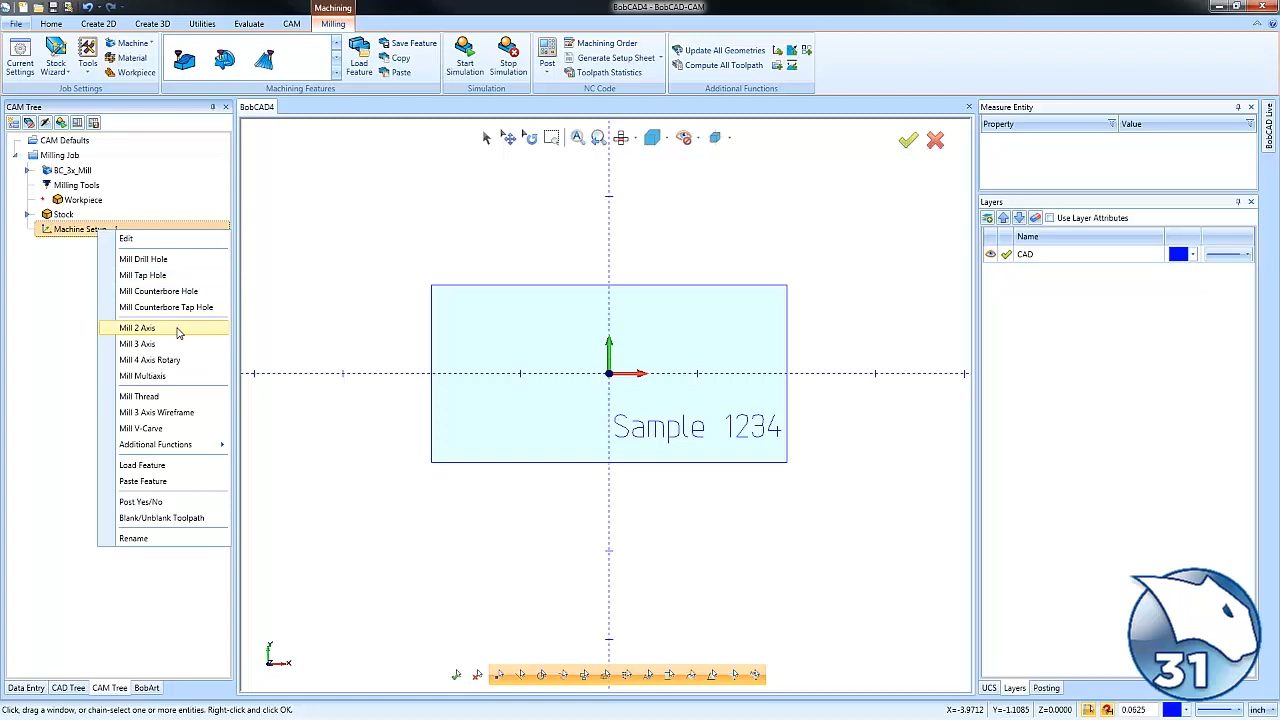 BobCAD4 - BobCAD-CAM
Machining
File Home Create 2D Create 3D Utilities Evaluate CAM Milling
Current Settings
Stock Wizard
Tools
Machine
Material
Workpiece
Job Settings
Load Feature
Save Feature
Copy
Paste
Machining Features
Start Simulation
Stop Simulation
Simulation
Post
Machining Order
Generate Setup Sheet
Toolpath Statistics
NC Code
Update All Geometries
Compute All Toolpath
Additional Functions
CAM Tree
BobCAD4
Measure Entity
BobCAD Live
Property Value
CAM Defaults
Milling Job
BC_3x_Mill
Milling Tools
Workpiece
Stock
Machine Setup
Edit
Mill Drill Hole
Mill Tap Hole
Mill Counterbore Hole
Mill Counterbore Tap Hole
Mill 2 Axis
Mill 3 Axis
Mill 4 Axis Rotary
Mill Multiaxis
Mill Thread
Mill 3 Axis Wireframe
Mill V-Carve
Additional Functions
Load Feature
Paste Feature
Post Yes/No
Blank/Unblank Toolpath
Rename
Sample 1234
Y
X
Layers
Use Layer Attributes
Name
CAD
31
Data Entry CAD Tree CAM Tree BobArt
UCS Layers Posting
Click, drag a window, or chain-select one or more entities. Right-click and click OK.
X=-3.9712 Y=-1.1085 Z=0.0000 0.0625 inch